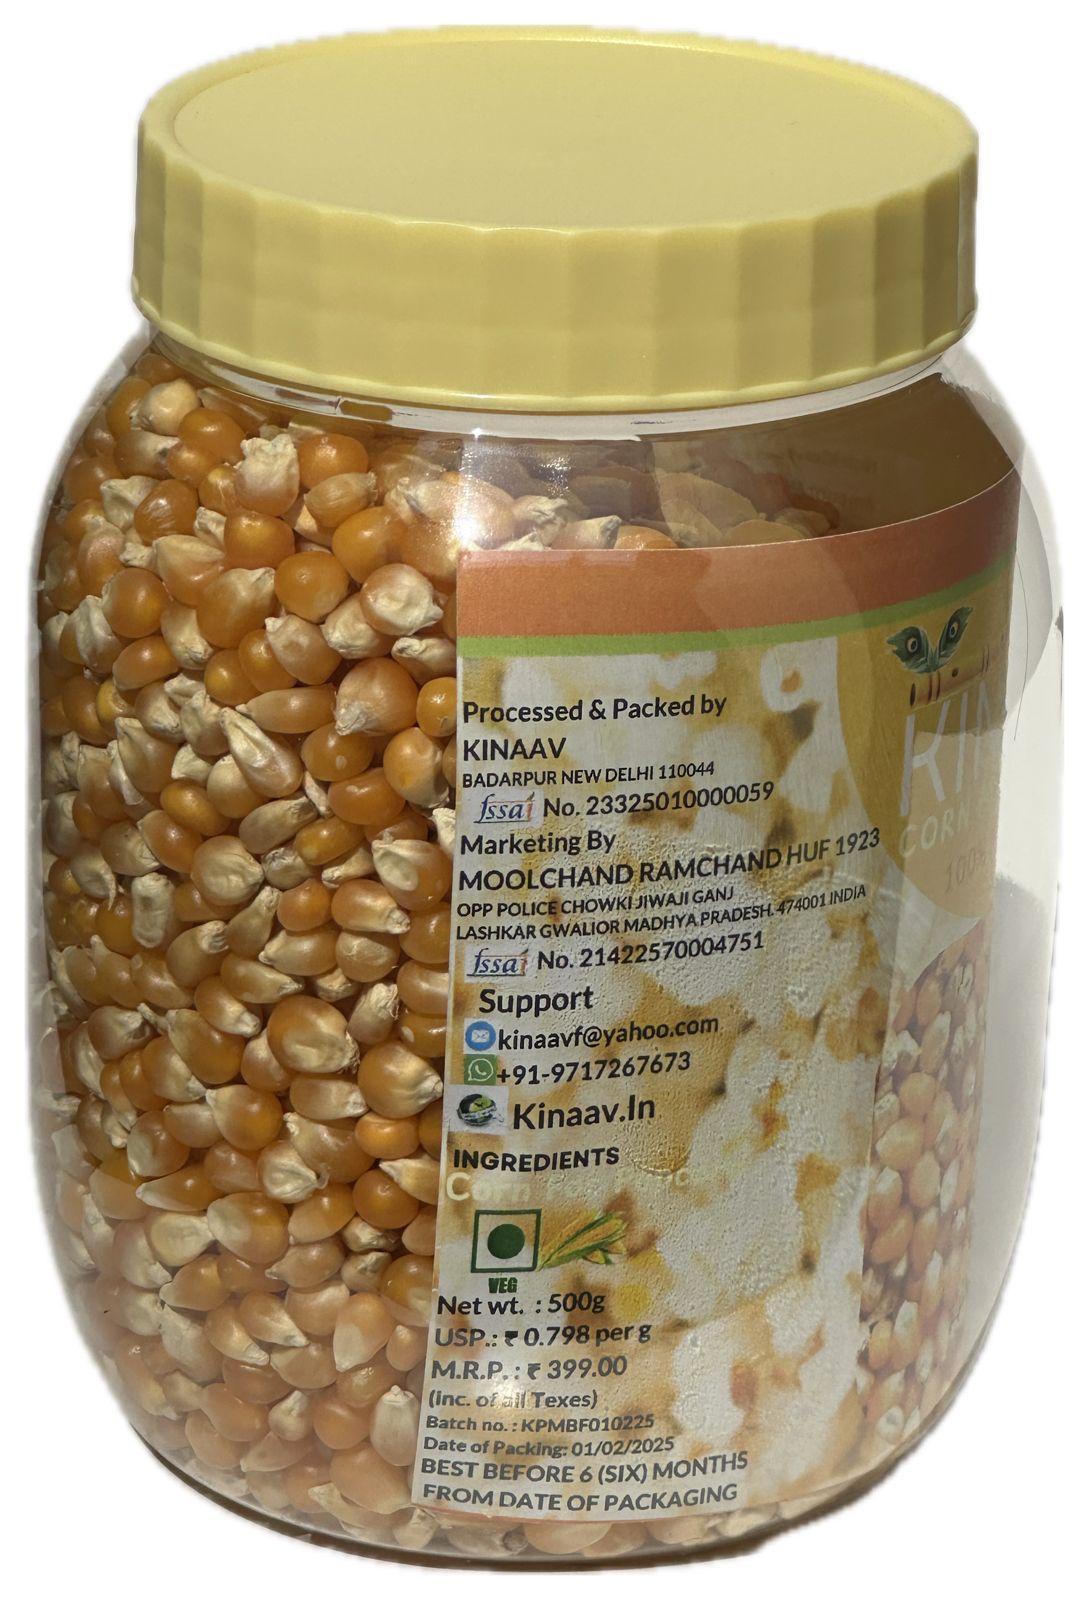 Processed & Packed by
KINAAV
BADARPUR NEW DELHI 110044
fssai No. 23325010000059
Marketing By
MOOLCHAND RAMCHAND HUF 1923
OPP POLICE CHOWKI JIWAJI GANJ
LASHKAR GWALIOR MADHYA PRADESH. 474001 INDIA
fssai No. 21422570004751
Support
kinaavf@yahoo.com
+91-9717267673
Kinaav.In
INGREDIENTS
Corn
VEG
Net wt. : 500g
USP.: ₹ 0.798 per g
M.R.P. : ₹ 399.00
(inc. of all Texes)
Batch no. : KPMBF010225
Date of Packing: 01/02/2025
BEST BEFORE 6 (SIX) MONTHS
FROM DATE OF PACKAGING
KIN
COR